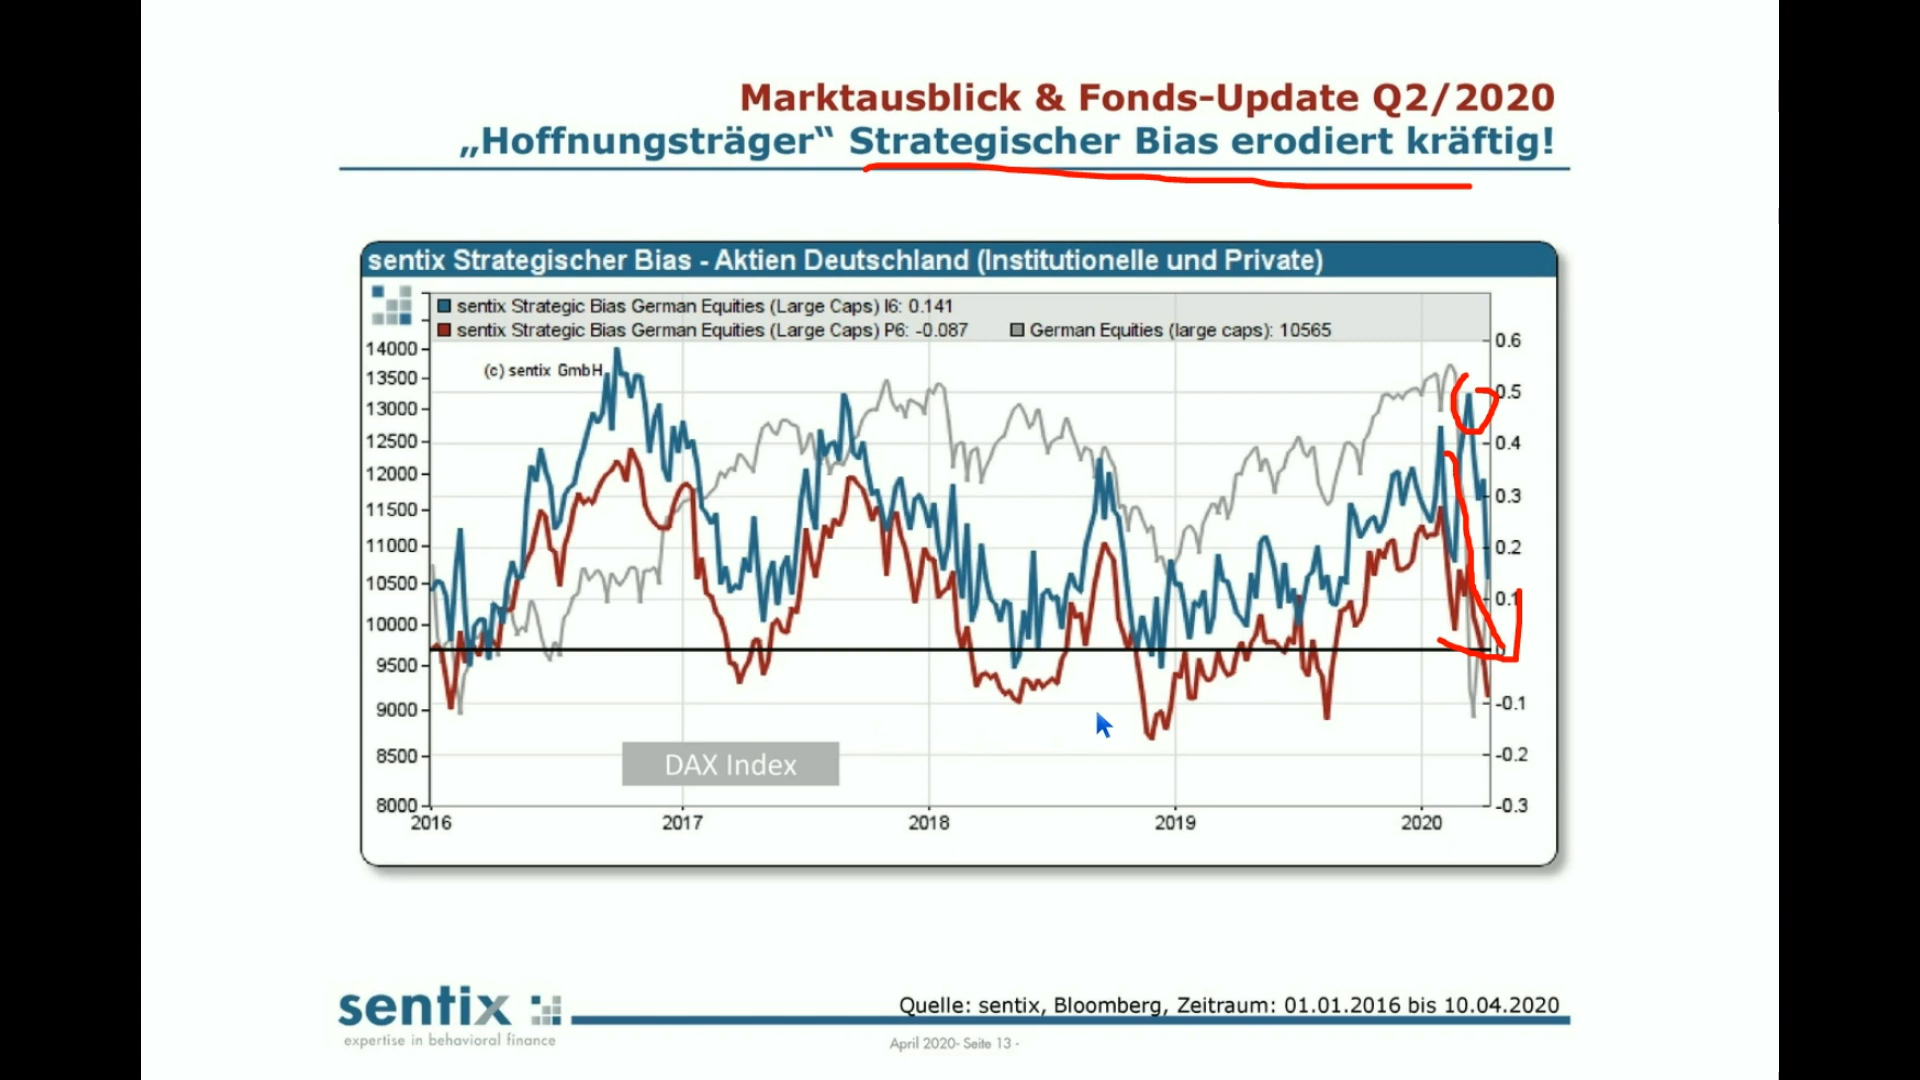 Marktausblick & Fonds-Update Q2/2020
„Hoffnungsträger“ Strategischer Bias erodiert kräftig!
sentix Strategischer Bias - Aktien Deutschland (Institutionelle und Private)
sentix Strategic Bias German Equities (Large Caps) I6: 0.141
sentix Strategic Bias German Equities (Large Caps) P6: -0.087 German Equities (large caps): 10565
(c) sentix GmbH
14000
13500
13000
12500
12000
11500
11000
10500
10000
9500
9000
8500
8000
0.6
0.5
0.4
0.3
0.2
0.1
0
-0.1
-0.2
-0.3
DAX Index
2016 2017 2018 2019 2020
sentix
expertise in behavioral finance
Quelle: sentix, Bloomberg, Zeitraum: 01.01.2016 bis 10.04.2020
April 2020- Seite 13 -